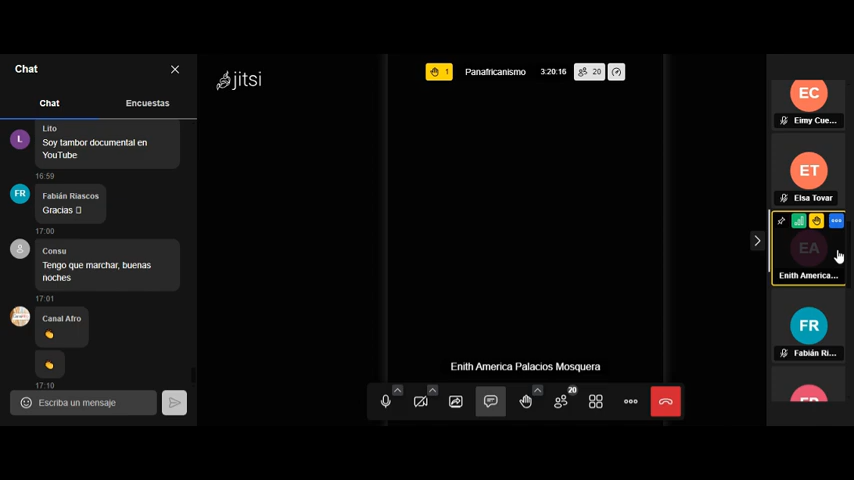 Chat
Chat
Encuestas
L
Lito
Soy tambor documental en
YouTube
16:59
FR
Fabián Riascos
Gracias
17:00
Consu
Tengo que marchar, buenas
noches
17:01
Canal Afro
17:10
Escriba un mensaje
jitsi
1
Panafricanismo
3:20:16
20
Enith America Palacios Mosquera
20
EC
Eimy Cue...
ET
Elsa Tovar
EA
Enith America...
FR
Fabián Ri...